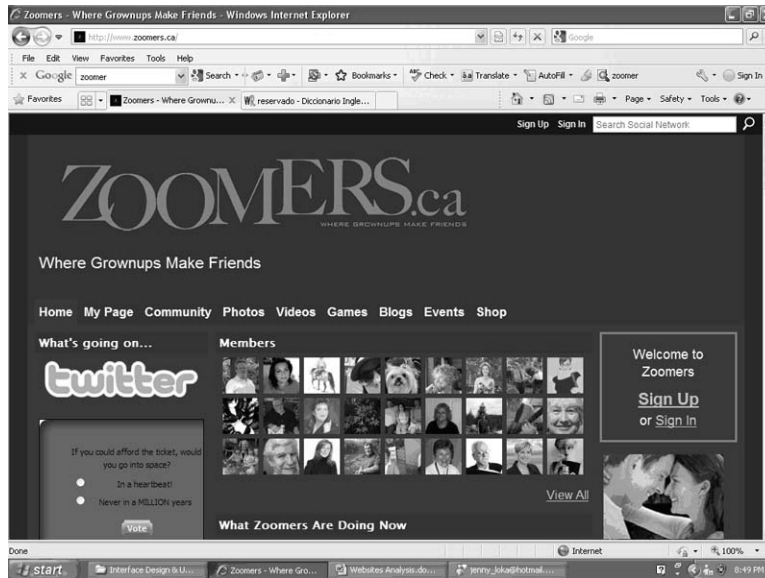 Zoomers - Where Grownups Make Friends - Windows Internet Explorer
http://www.zoomers.ca/
Google
File Edit View Favorites Tools Help
x Google zoomer Search Bookmarks Check Translate AutoFill zoomer Sign In
Favorites Zoomers - Where Grownu... X reservado - Diccionario Ingle... Page Safety Tools
Sign Up Sign In Search Social Network
ZOOMERS.ca
WHERE GROWNUPS MAKE FRIENDS
Where Grownups Make Friends
Home My Page Community Photos Videos Games Blogs Events Shop
What's going on...
twitter
If you could afford the ticket, would
you go into space?
In a heartbeat!
Never in a MILLION years
Vote
Members
View All
What Zoomers Are Doing Now
Welcome to
Zoomers
Sign Up
or Sign In
Done Internet 100%
start Interface Design & U... Zoomers - Where Gro... Websites Analysis.do... jenny_loka@hotmail.... 8:49 PM